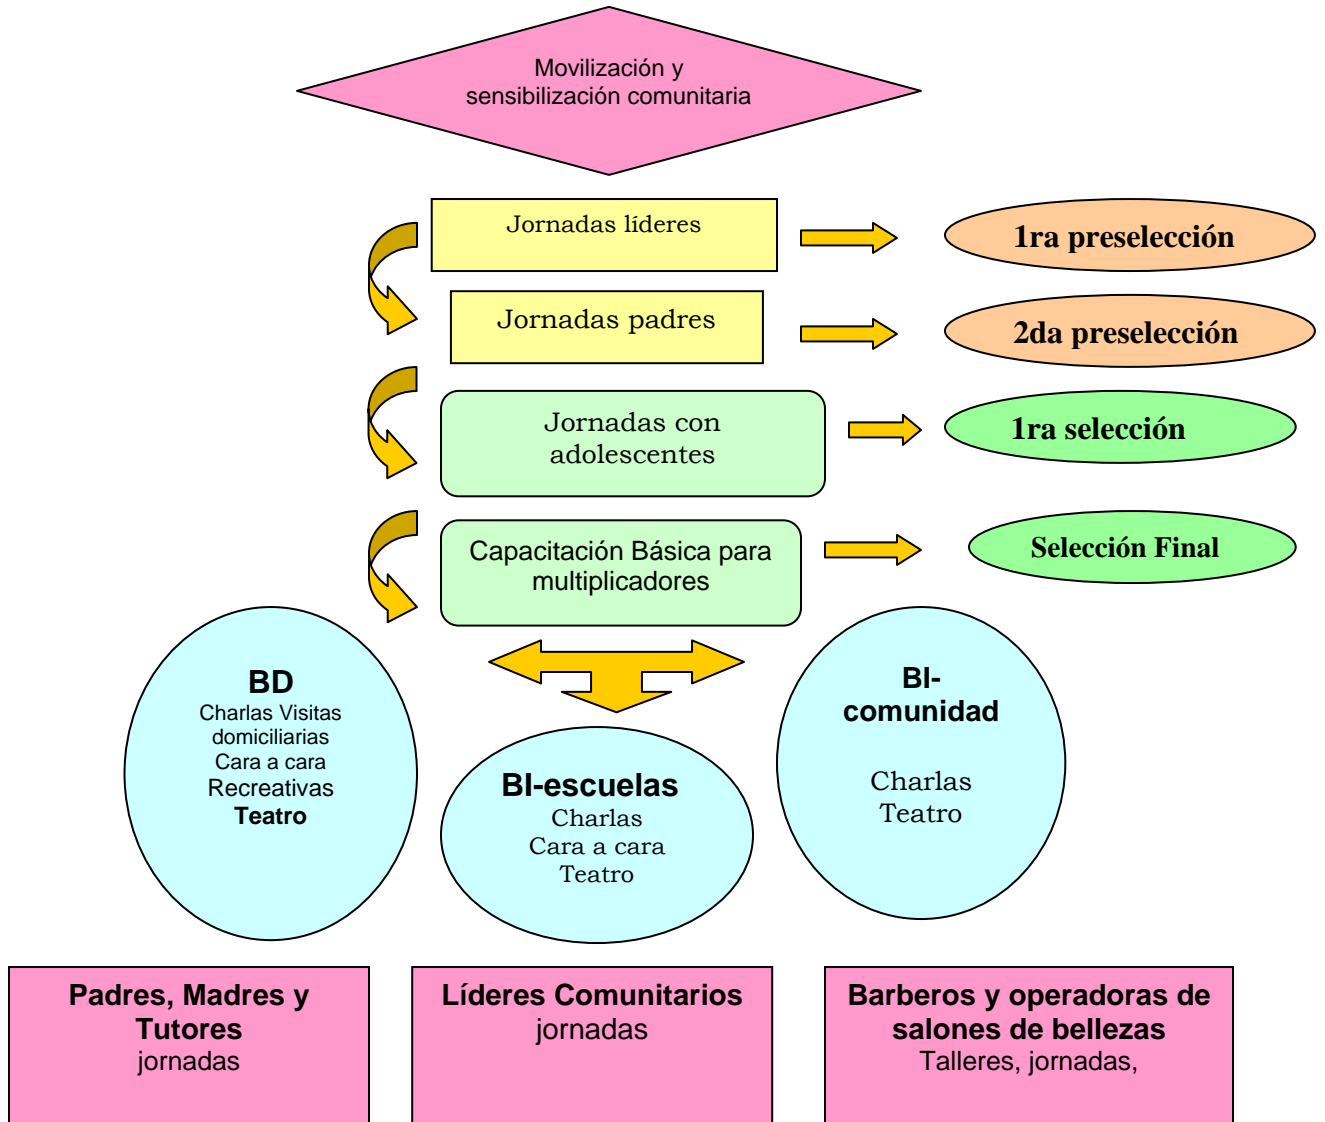 Movilización y
sensibilización comunitaria
Jornadas líderes
1ra preselección
Jornadas padres
2da preselección
Jornadas con
adolescentes
1ra selección
Capacitación Básica para
multiplicadores
Selección Final
BD
Charlas Visitas
domiciliarias
Cara a cara
Recreativas
Teatro
BI-escuelas
Charlas
Cara a cara
Teatro
BI-
comunidad
Charlas
Teatro
Padres, Madres y
Tutores
jornadas
Líderes Comunitarios
jornadas
Barberos y operadoras de
salones de bellezas
Talleres, jornadas,